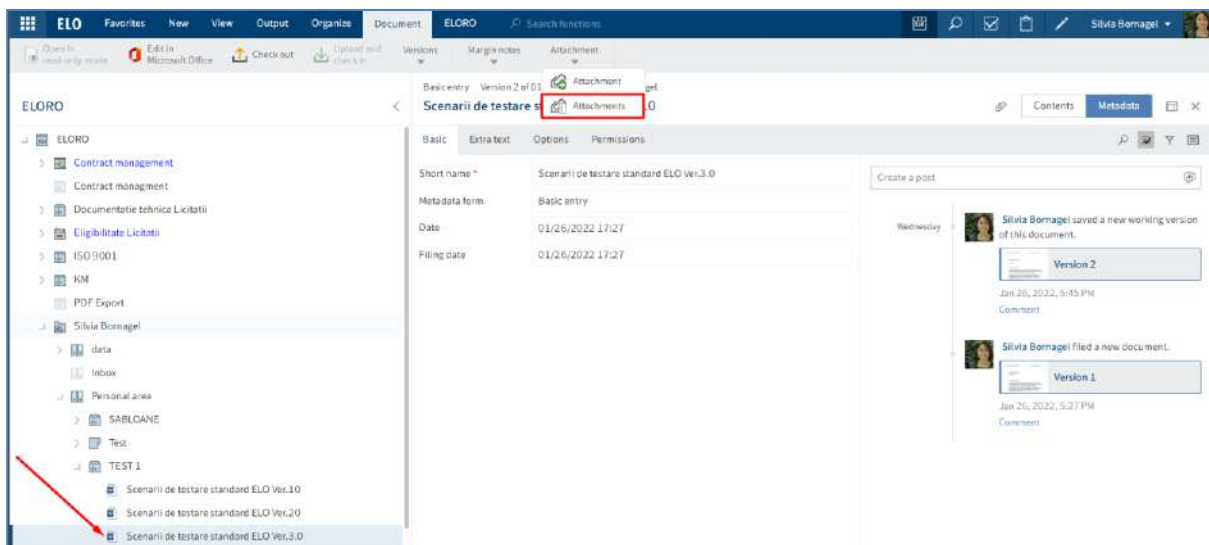 ELO Favorites New View Output Organize Document ELORO Search functions Silvia Bornagel
Open in read-only mode
Edit in Microsoft Office
Check out
Upload and check in
Versions
Margin notes
Attachment
Attachment
Attachments
ELORO
Basic entry Version 2 of 01
Scenarii de testare s .0
Contents Metadata
Basic Extra text Options Permissions
ELORO
Contract management
Contract managment
Documentatie tehnica Licitatii
Eligibilitate Licitatii
ISO 9001
KM
PDF Export
Silvia Bornagel
data
Inbox
Personal area
SABLOANE
Test
TEST 1
Scenarii de testare standard ELO Ver.10
Scenarii de testare standard ELO Ver.20
Scenarii de testare standard ELO Ver.3.0
Short name * Scenarii de testare standard ELO Ver.3.0
Metadata form Basic entry
Date 01/26/2022 17:27
Filing date 01/26/2022 17:27
Create a post
Wednesday
Silvia Bornagel saved a new working version
of this document.
Version 2
Jan 26, 2022, 5:45 PM
Comment
Silvia Bornagel filed a new document.
Version 1
Jan 26, 2022, 5:27 PM
Comment